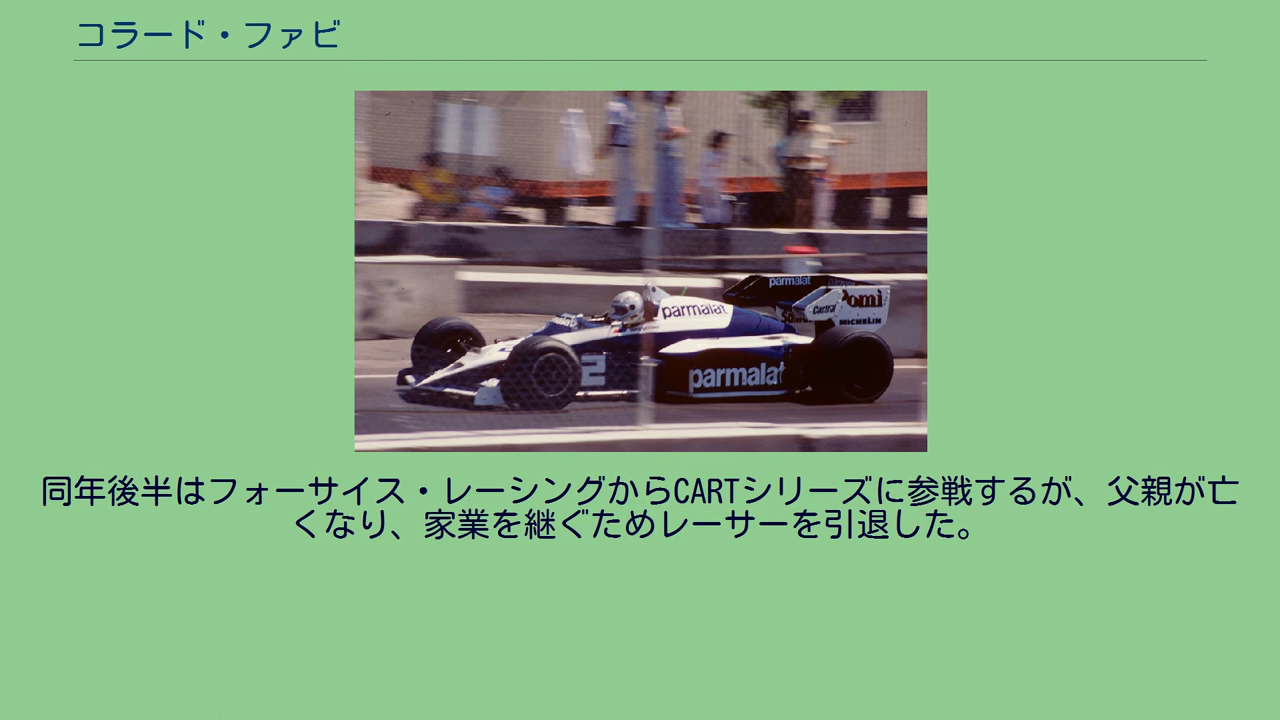 コラード・ファビ
parmalat
Pomi
Castrol
MICHELIN
parmalat
2
parmalat
同年後半はフォーサイス・レーシングからCARTシリーズに参戦するが、父親が亡
くなり、家業を継ぐためレーサーを引退した。